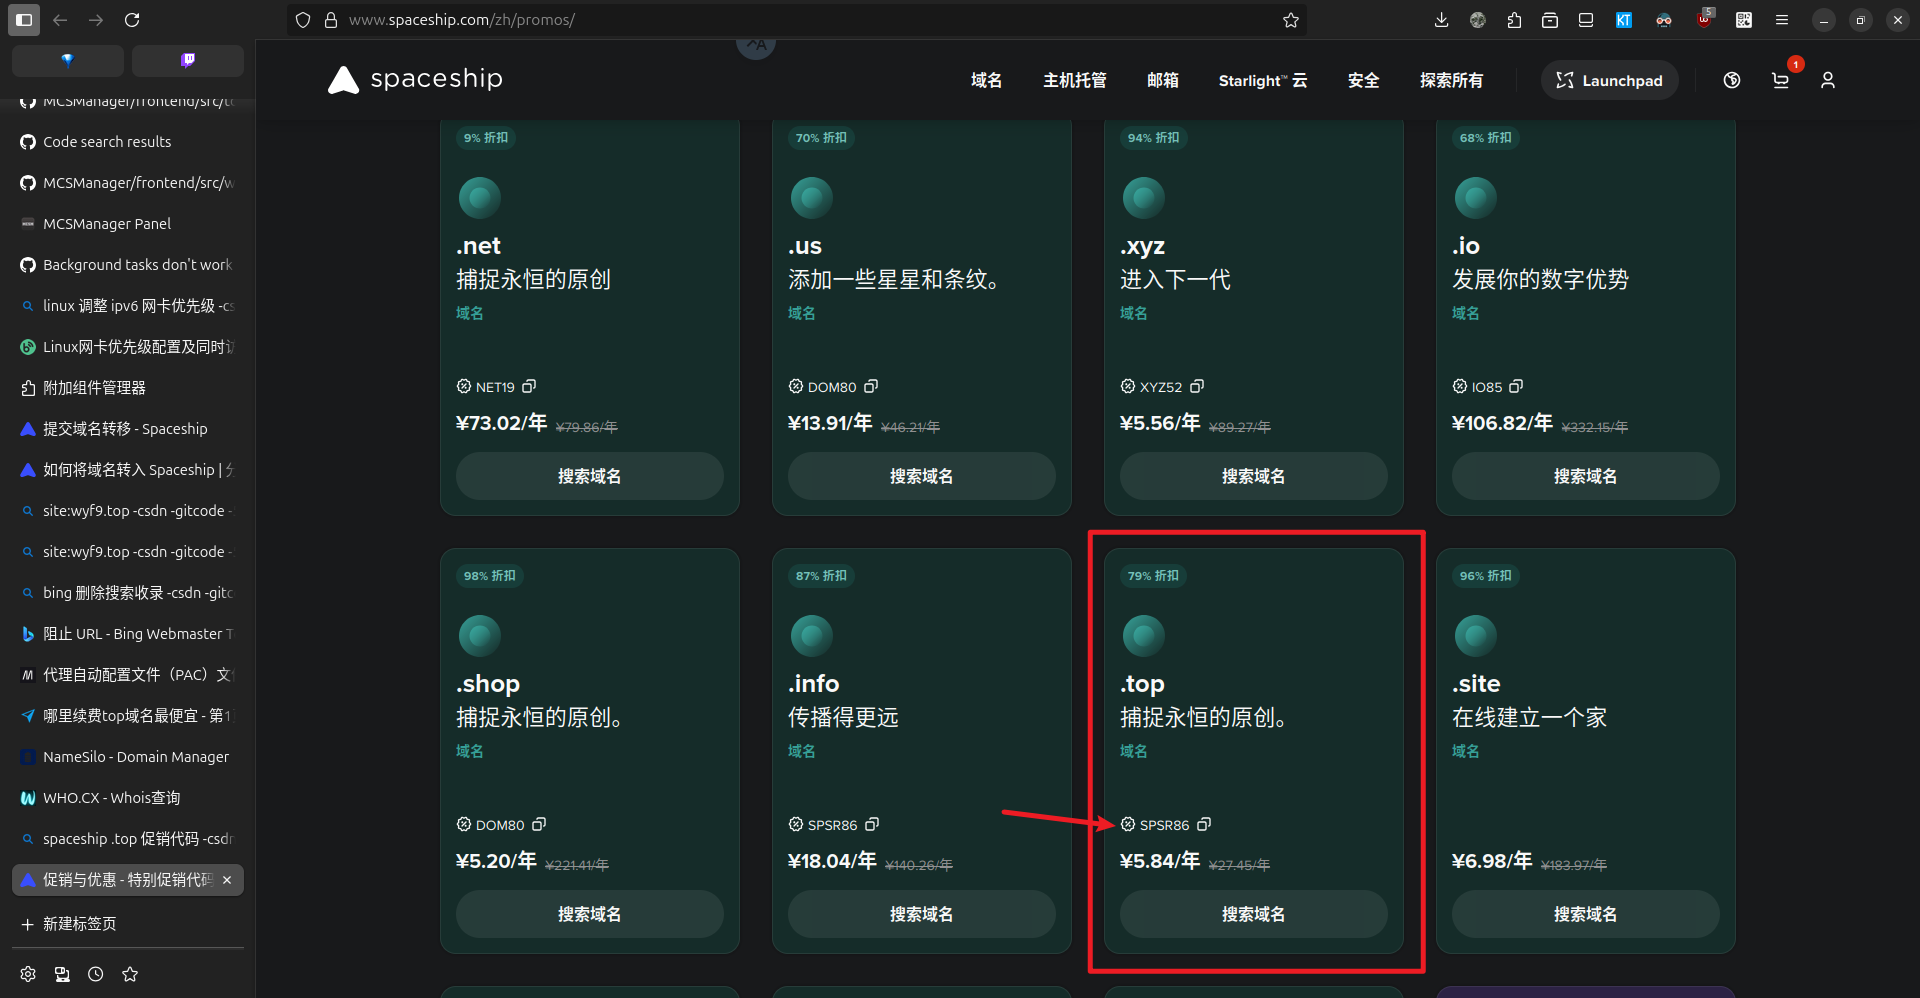 www.spaceship.com/zh/promos/
KT
5
MCSManager/frontend/src/to
Code search results
MCSManager/frontend/src/w
MCSManager Panel
Background tasks don't work
linux 调整 ipv6 网卡优先级 -cs
Linux网卡优先级配置及同时访
附加组件管理器
提交域名转移 - Spaceship
如何将域名转入 Spaceship | 分
site:wyf9.top -csdn -gitcode -
site:wyf9.top -csdn -gitcode -
bing 删除搜索收录 -csdn -gitc
阻止 URL - Bing Webmaster T
代理自动配置文件（PAC）文件
哪里续费top域名最便宜 - 第1
NameSilo - Domain Manager
WHO.CX - Whois查询
spaceship .top 促销代码 -csdn
促销与优惠 - 特别促销代码
新建标签页
spaceship
域名
主机托管
邮箱
Starlight™ 云
安全
探索所有
Launchpad
1
9% 折扣
.net
捕捉永恒的原创
域名
NET19
¥73.02/年 ¥79.86/年
搜索域名
70% 折扣
.us
添加一些星星和条纹。
域名
DOM80
¥13.91/年 ¥46.21/年
搜索域名
94% 折扣
.xyz
进入下一代
域名
XYZ52
¥5.56/年 ¥89.27/年
搜索域名
68% 折扣
.io
发展你的数字优势
域名
IO85
¥106.82/年 ¥332.15/年
搜索域名
98% 折扣
.shop
捕捉永恒的原创。
域名
DOM80
¥5.20/年 ¥221.41/年
搜索域名
87% 折扣
.info
传播得更远
域名
SPSR86
¥18.04/年 ¥140.26/年
搜索域名
79% 折扣
.top
捕捉永恒的原创。
域名
SPSR86
¥5.84/年 ¥27.45/年
搜索域名
96% 折扣
.site
在线建立一个家
域名
¥6.98/年 ¥183.97/年
搜索域名